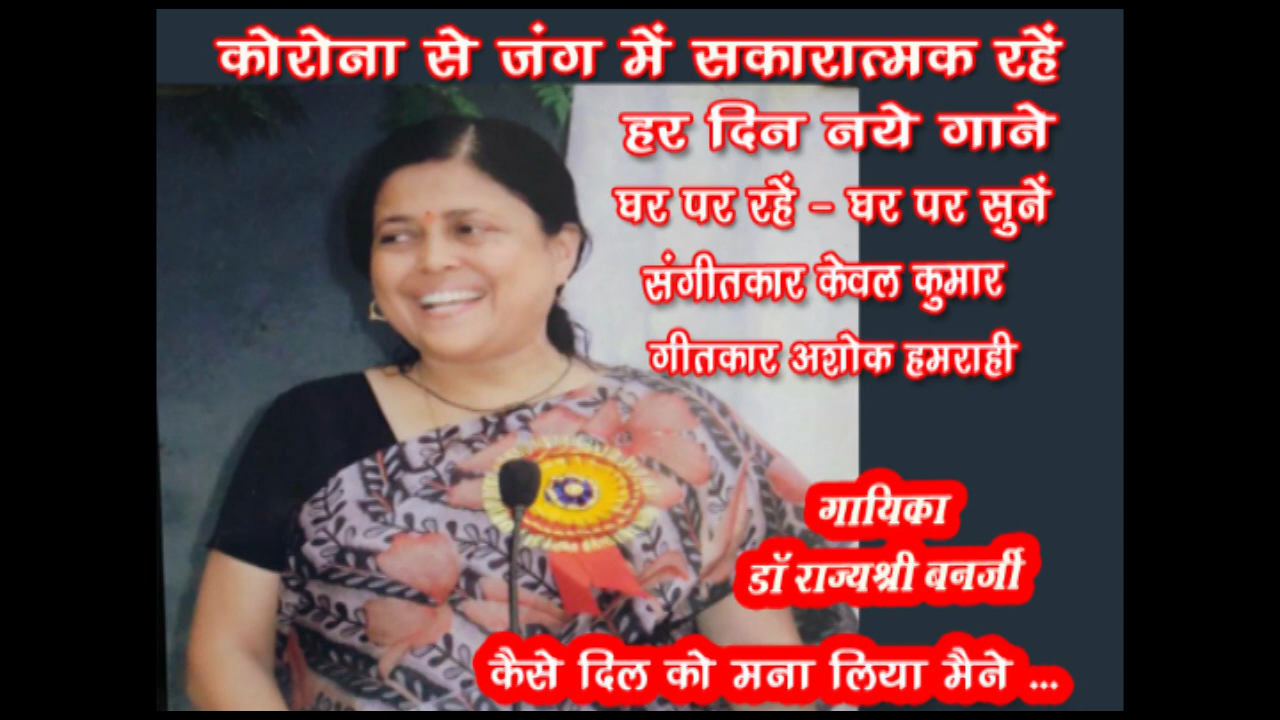 कोरोना से जंग में सकारात्मक रहें
हर दिन नये गाने
घर पर रहें - घर पर सुनें
संगीतकार केवल कुमार
गीतकार अशोक हमराही
गायिका
डॉ राज्यश्री बनर्जी
कैसे दिल को मना लिया मैने ...